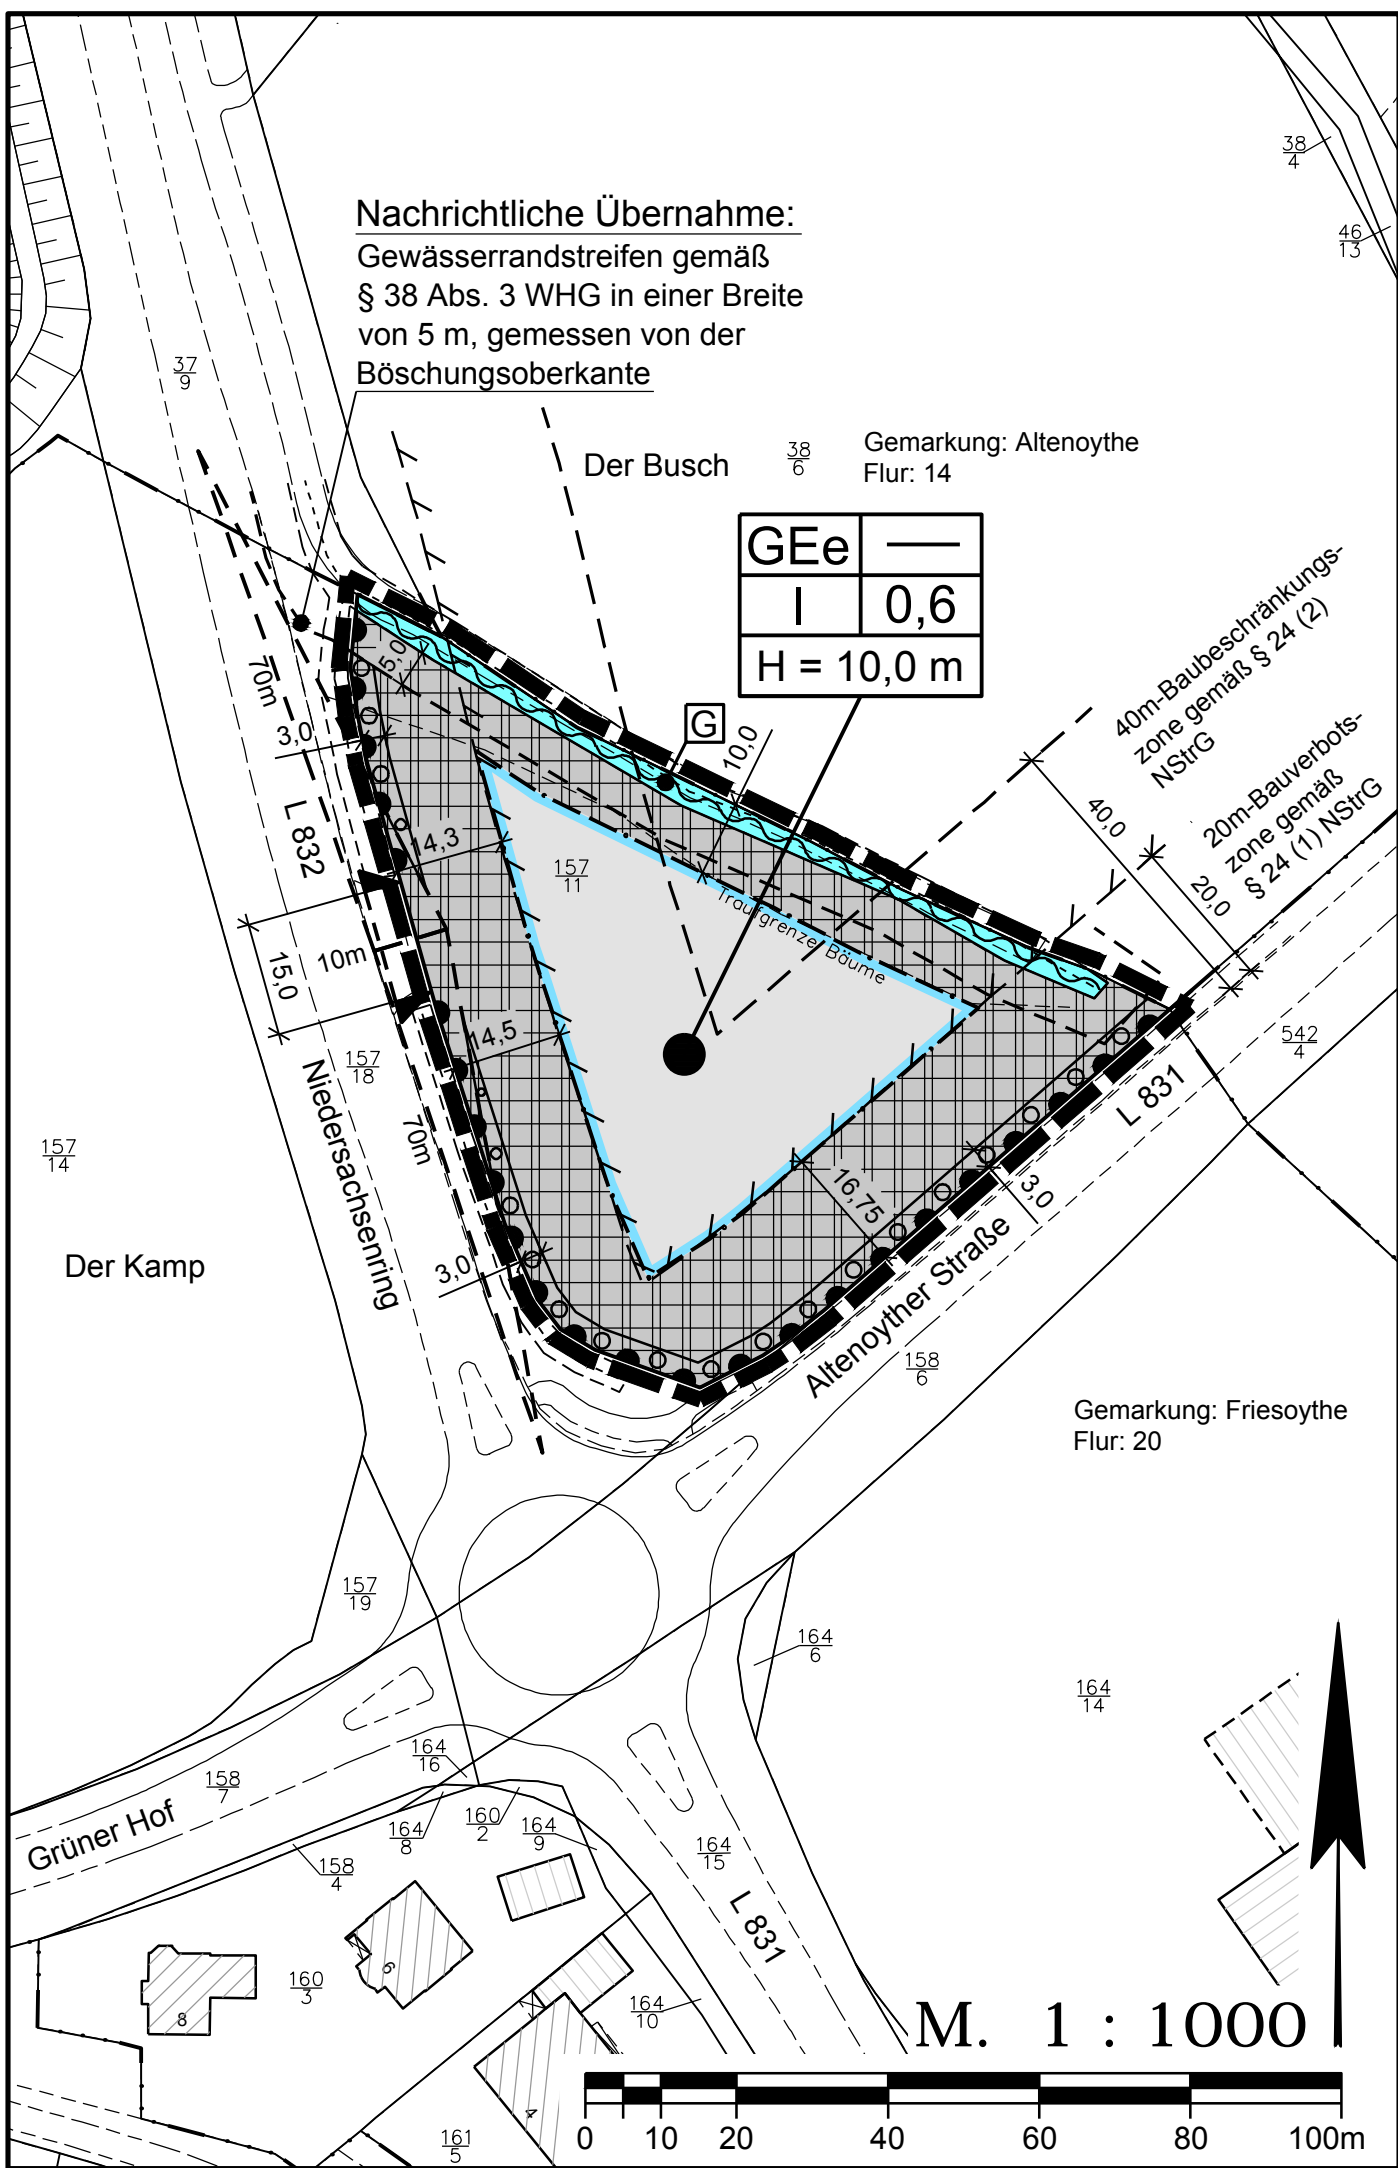 38
4
46
13
Nachrichtliche Übernahme:
Gewässerrandstreifen gemäß
§ 38 Abs. 3 WHG in einer Breite
von 5 m, gemessen von der
Böschungsoberkante
37
9
Der Busch
38
6
Gemarkung: Altenoythe
Flur: 14
GEe —
I 0,6
H = 10,0 m
40m-Baubeschränkungs-
zone gemäß § 24 (2)
NStrG
20m-Bauverbots-
zone gemäß
§ 24 (1) NStrG
40,0
20,0
5,0
70m
3,0
G
10,0
L 832
14,3
157
11
Traufgrenze Bäume
15,0
10m
14,5
157
18
542
4
L 831
Niedersachsenring
70m
157
14
16,75
3,0
Der Kamp
3,0
Altenoyther Straße
158
6
Gemarkung: Friesoythe
Flur: 20
157
19
164
6
164
14
164
16
158
7
Grüner Hof
164
8
160
2
164
9
164
15
158
4
L 831
6
8
160
3
164
10
4
161
5
M. 1 : 1000
0 10 20 40 60 80 100m